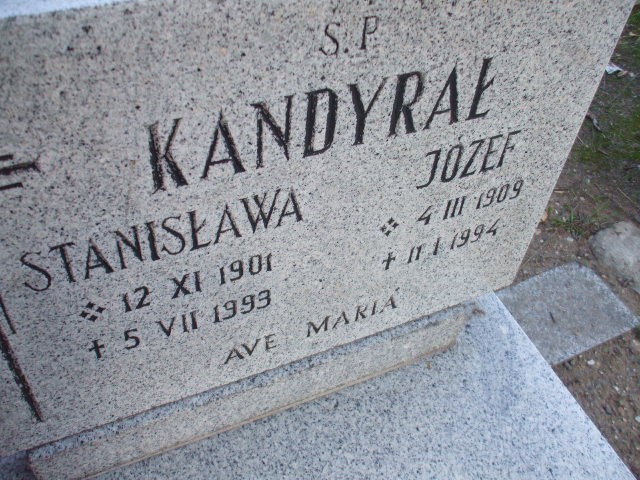 S.P
KANDYRAŁ
STANISŁAWA
12 XI 1901
5 VII 1993
JÓZEF
4 III 1909
11 I 1994
AVE MARIA